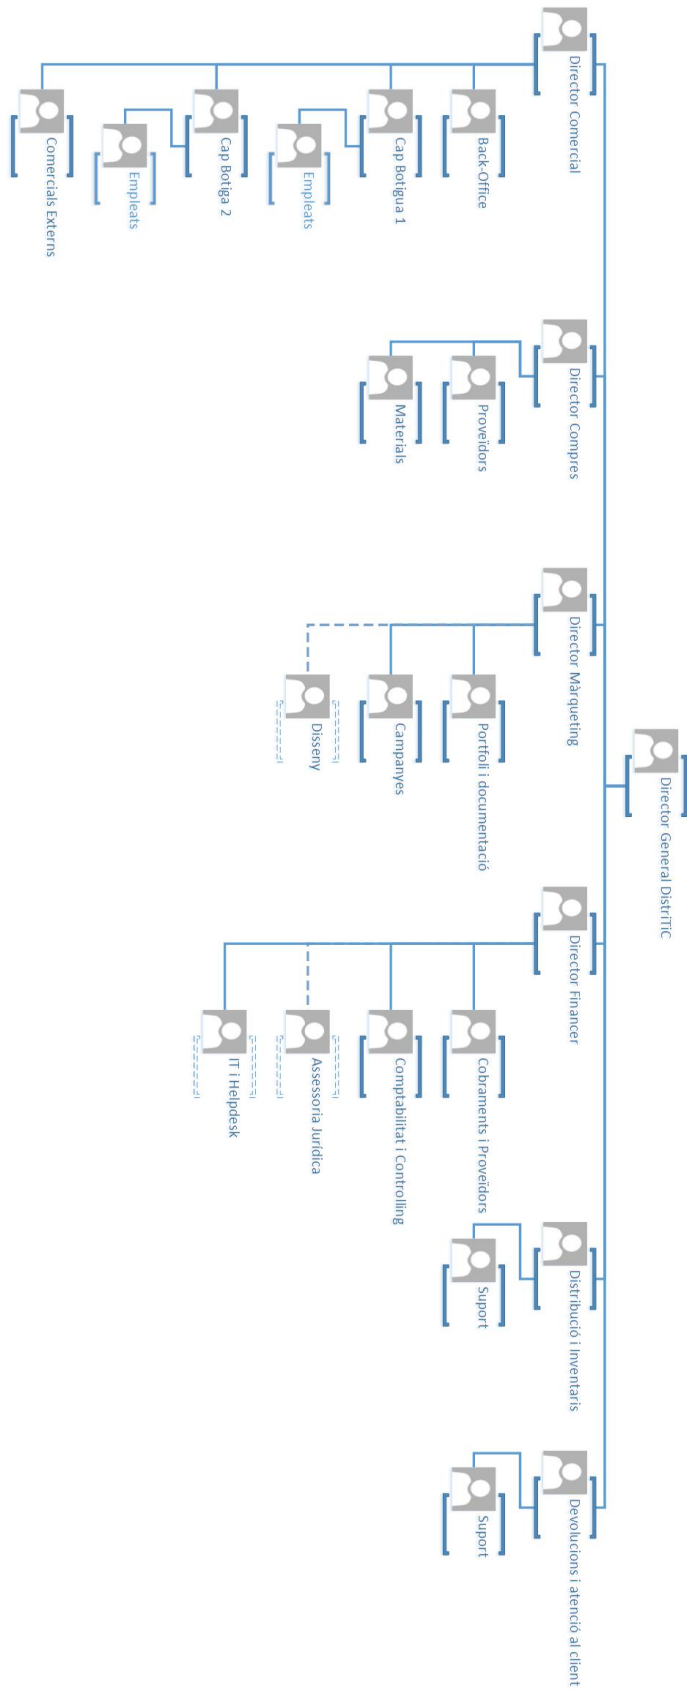 Director General DistriTIC
Director Comercial
Back-Office
Cap Botigua 1
Empleats
Cap Botiga 2
Empleats
Comercials Externs
Director Compres
Proveïdors
Materials
Director Màrqueting
Portfoli i documentació
Campanyes
Disseny
Director Financer
Cobraments i Proveïdors
Comptabilitat i Controlling
Assessoria Jurídica
IT i Helpdesk
Distribució i Inventaris
Suport
Devolucions i atenció al client
Suport